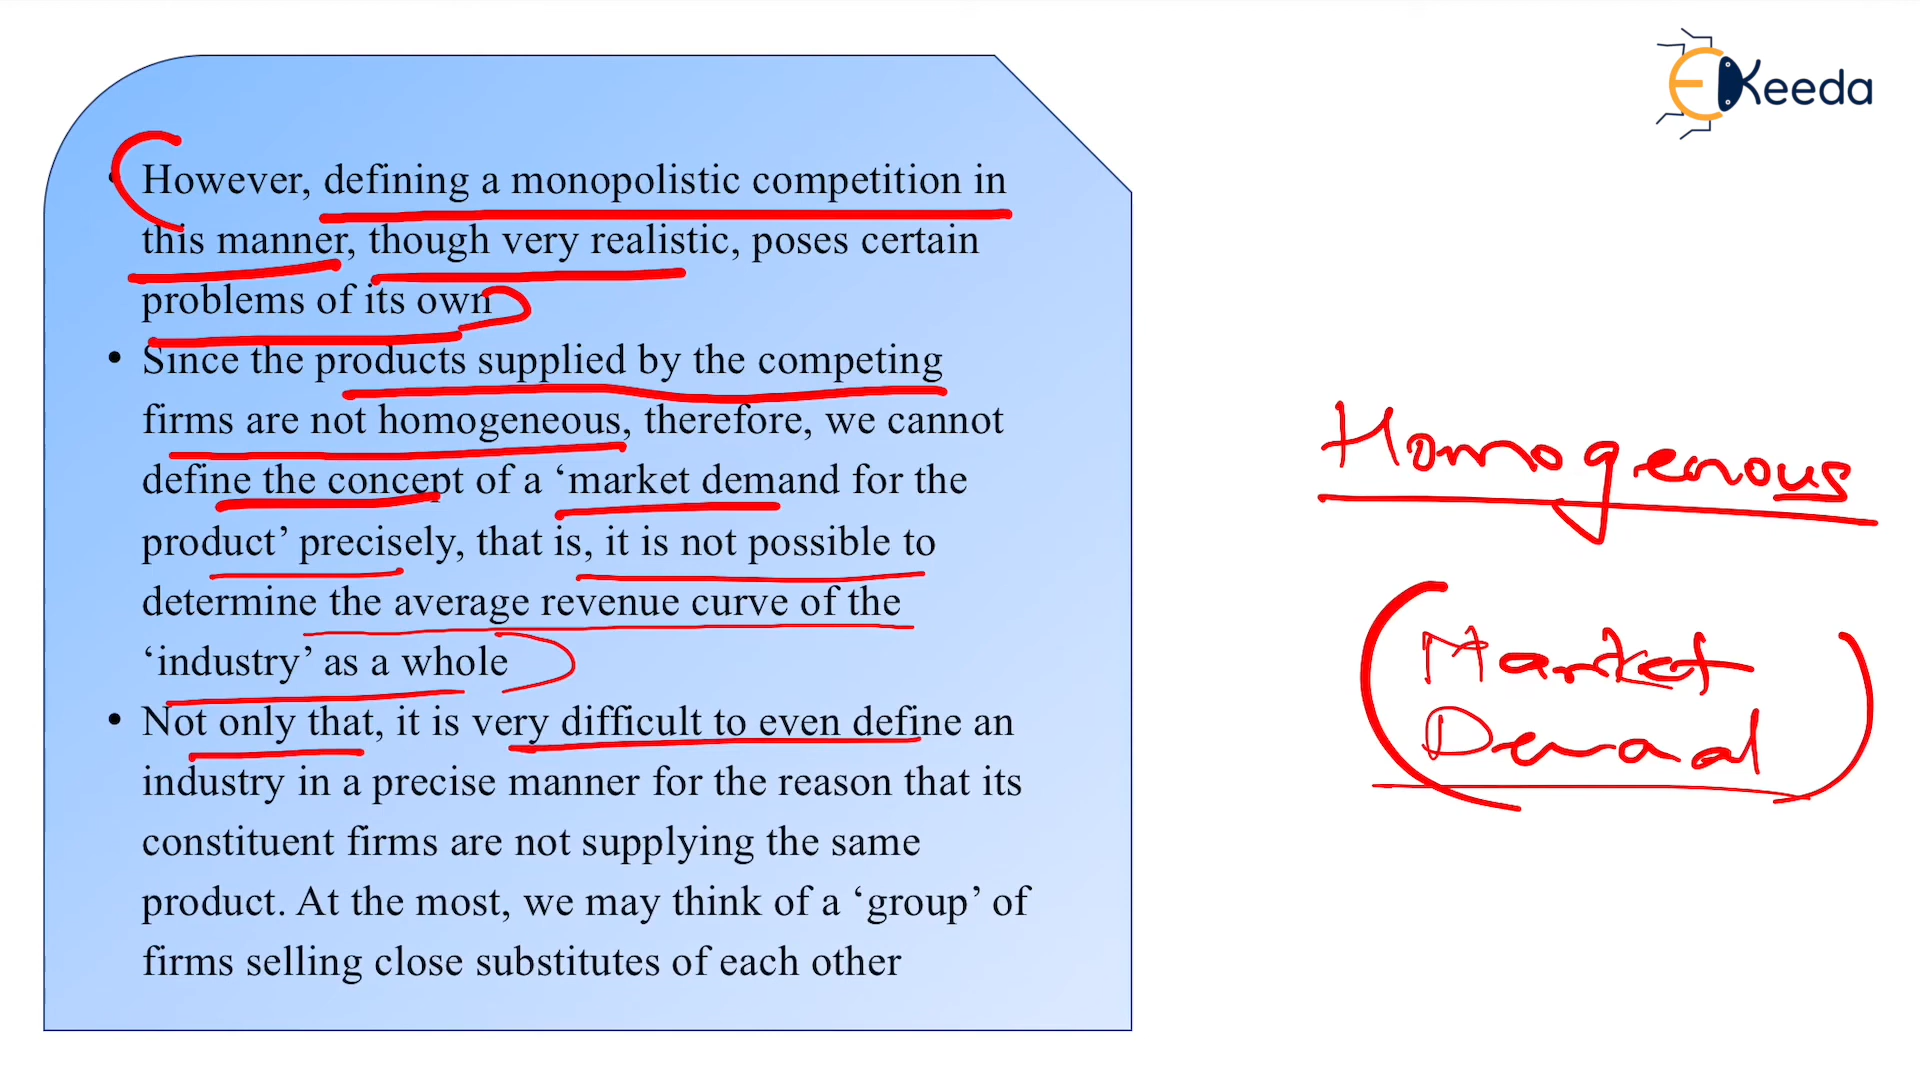 EKeeda
• However, defining a monopolistic competition in
this manner, though very realistic, poses certain
problems of its own
• Since the products supplied by the competing
firms are not homogeneous, therefore, we cannot
define the concept of a ‘market demand for the
product’ precisely, that is, it is not possible to
determine the average revenue curve of the
‘industry’ as a whole
• Not only that, it is very difficult to even define an
industry in a precise manner for the reason that its
constituent firms are not supplying the same
product. At the most, we may think of a ‘group’ of
firms selling close substitutes of each other
Homogenous
Market
Demand